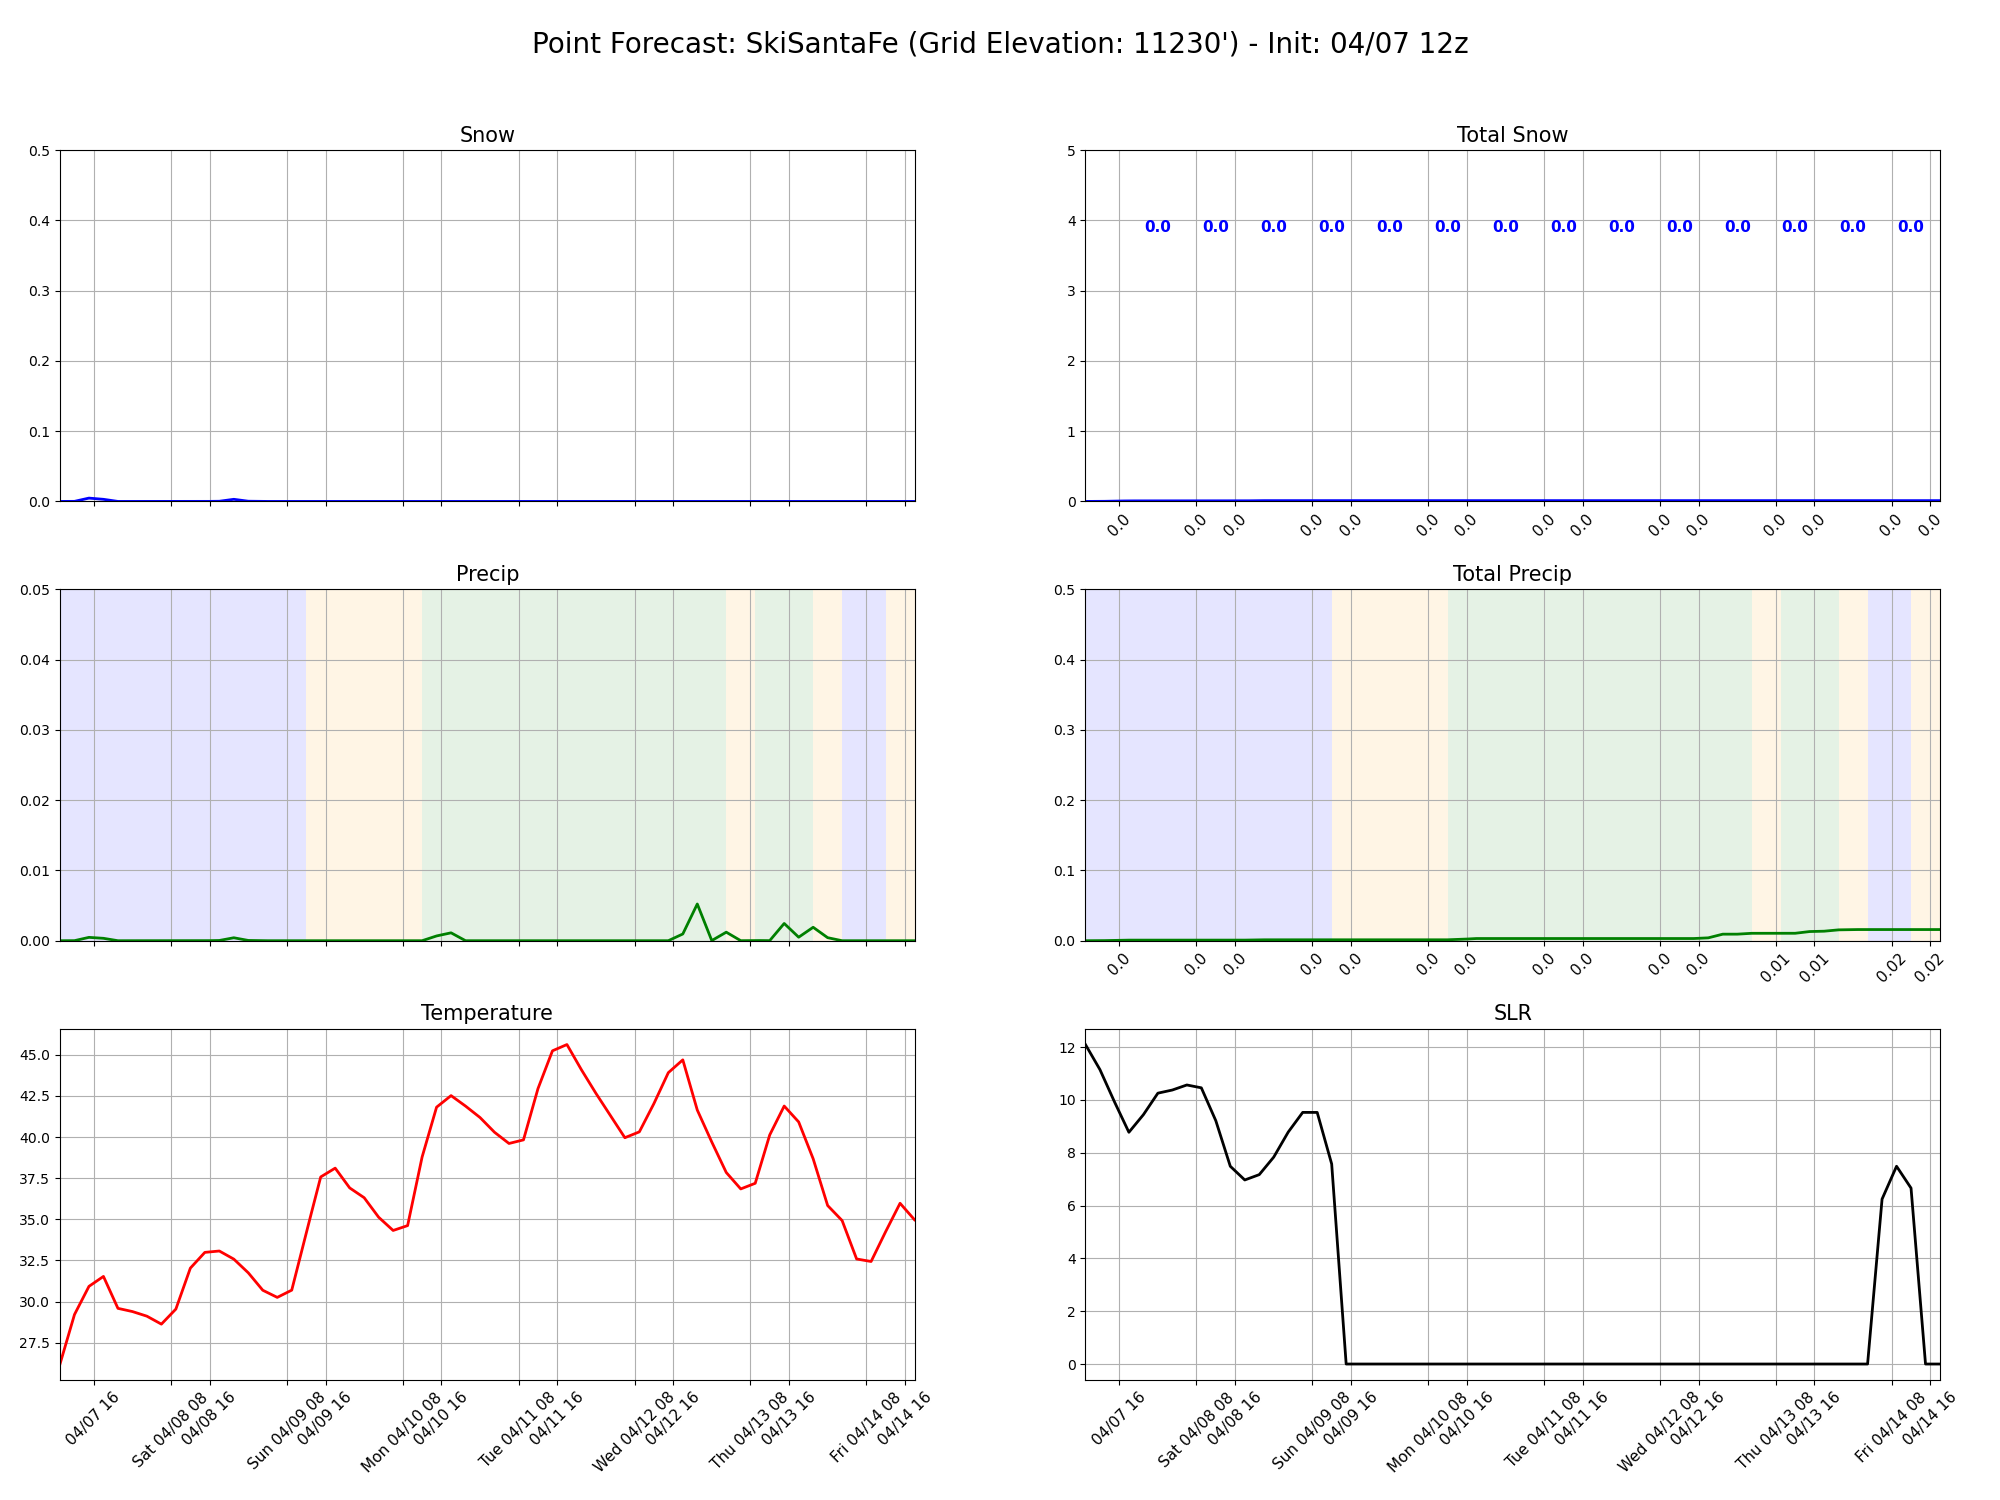 Point Forecast: SkiSantaFe (Grid Elevation: 11230') - Init: 04/07 12z
Snow
0.5
0.4
0.3
0.2
0.1
0.0
Total Snow
5
4
3
2
1
0
0.0 0.0 0.0 0.0 0.0 0.0 0.0 0.0 0.0 0.0 0.0 0.0 0.0 0.0
0.0 0.0 0.0 0.0 0.0 0.0 0.0 0.0 0.0 0.0 0.0 0.0 0.0 0.0 0.0
Precip
0.05
0.04
0.03
0.02
0.01
0.00
Total Precip
0.5
0.4
0.3
0.2
0.1
0.0
0.0 0.0 0.0 0.0 0.0 0.0 0.0 0.0 0.0 0.0 0.0 0.01 0.01 0.02 0.02
Temperature
45.0
42.5
40.0
37.5
35.0
32.5
30.0
27.5
04/07 16
Sat 04/08 08
04/08 16
Sun 04/09 08
04/09 16
Mon 04/10 08
04/10 16
Tue 04/11 08
04/11 16
Wed 04/12 08
04/12 16
Thu 04/13 08
04/13 16
Fri 04/14 08
04/14 16
SLR
12
10
8
6
4
2
0
04/07 16
Sat 04/08 08
04/08 16
Sun 04/09 08
04/09 16
Mon 04/10 08
04/10 16
Tue 04/11 08
04/11 16
Wed 04/12 08
04/12 16
Thu 04/13 08
04/13 16
Fri 04/14 08
04/14 16